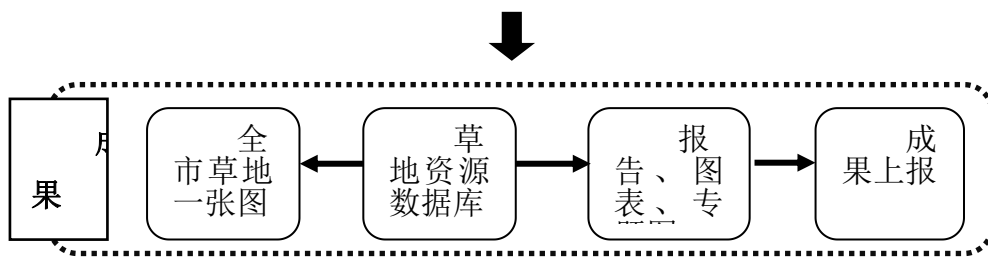 果
全
市草地
一张图
草
地资源
数据库
报
告、图
表、专
成
果上报